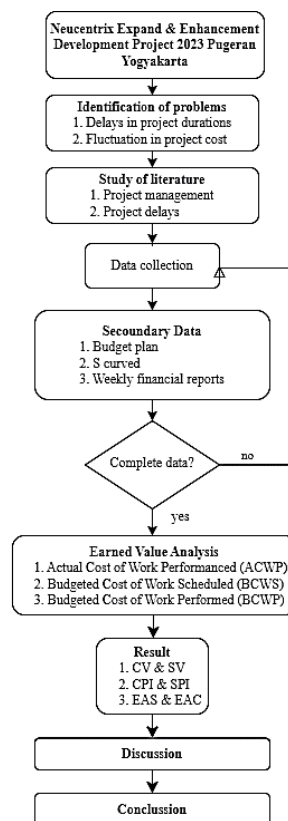 Neucentrix Expand & Enhancement
Development Project 2023 Pugeran
Yogyakarta
Identification of problems
1. Delays in project durations
2. Fluctuation in project cost
Study of literature
1. Project management
2. Project delays
Data collection
Secoundary Data
1. Budget plan
2. S curved
3. Weekly financial reports
Complete data?
no
yes
Earned Value Analysis
1. Actual Cost of Work Performanced (ACWP)
2. Budgeted Cost of Work Scheduled (BCWS)
3. Budgeted Cost of Work Performed (BCWP)
Result
1. CV & SV
2. CPI & SPI
3. EAS & EAC
Discussion
Conclussion